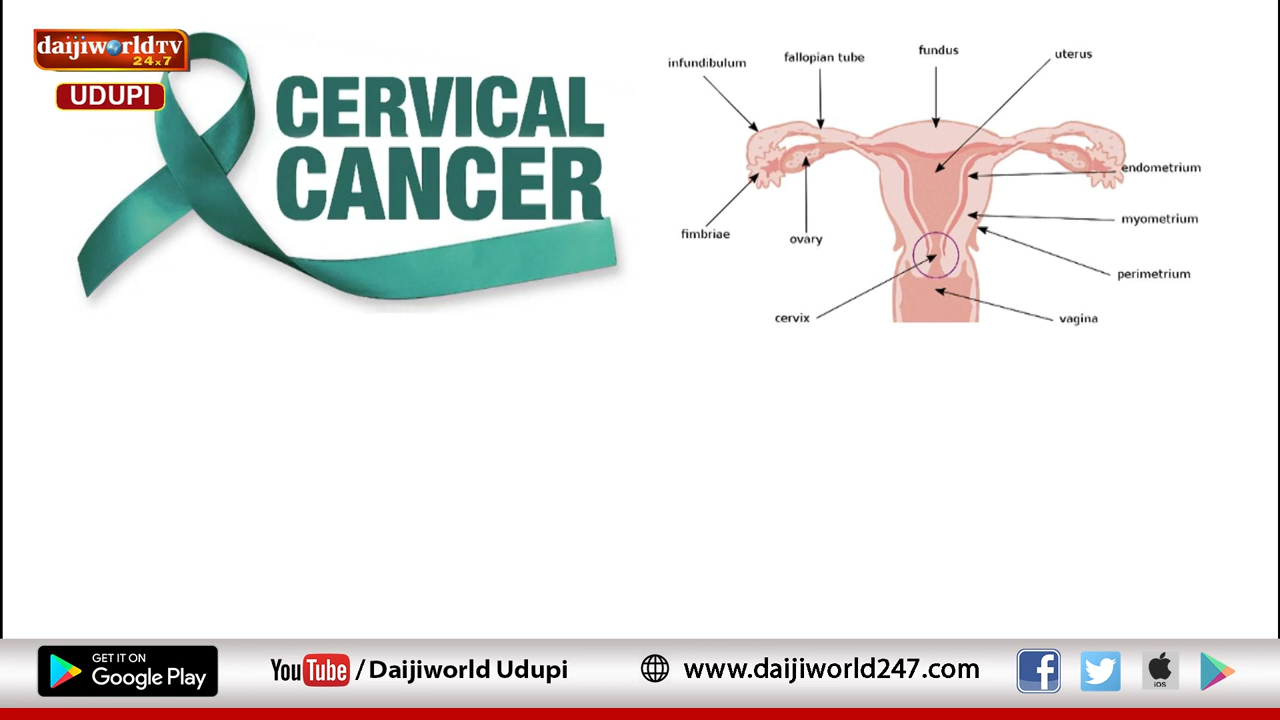 daijiworldTV
24x7
UDUPI
CERVICAL
CANCER
infundibulum
fallopian tube
fundus
uterus
endometrium
myometrium
perimetrium
fimbriae
ovary
cervix
vagina
GET IT ON
Google Play
YouTube / Daijiworld Udupi
www.daijiworld247.com
f
iOS